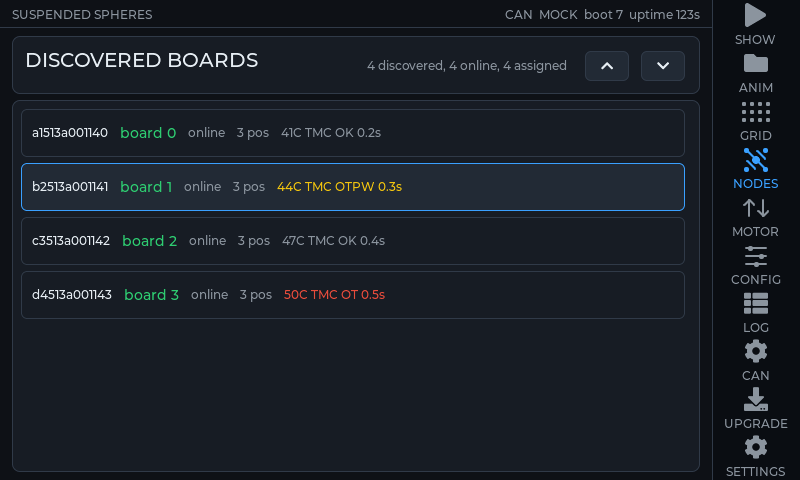 SUSPENDED SPHERES
CAN MOCK boot 7 uptime 123s
DISCOVERED BOARDS
4 discovered, 4 online, 4 assigned
a1513a001140 board 0 online 3 pos 41C TMC OK 0.2s
b2513a001141 board 1 online 3 pos 44C TMC OTPW 0.3s
c3513a001142 board 2 online 3 pos 47C TMC OK 0.4s
d4513a001143 board 3 online 3 pos 50C TMC OT 0.5s
SHOW
ANIM
GRID
NODES
MOTOR
CONFIG
LOG
CAN
UPGRADE
SETTINGS